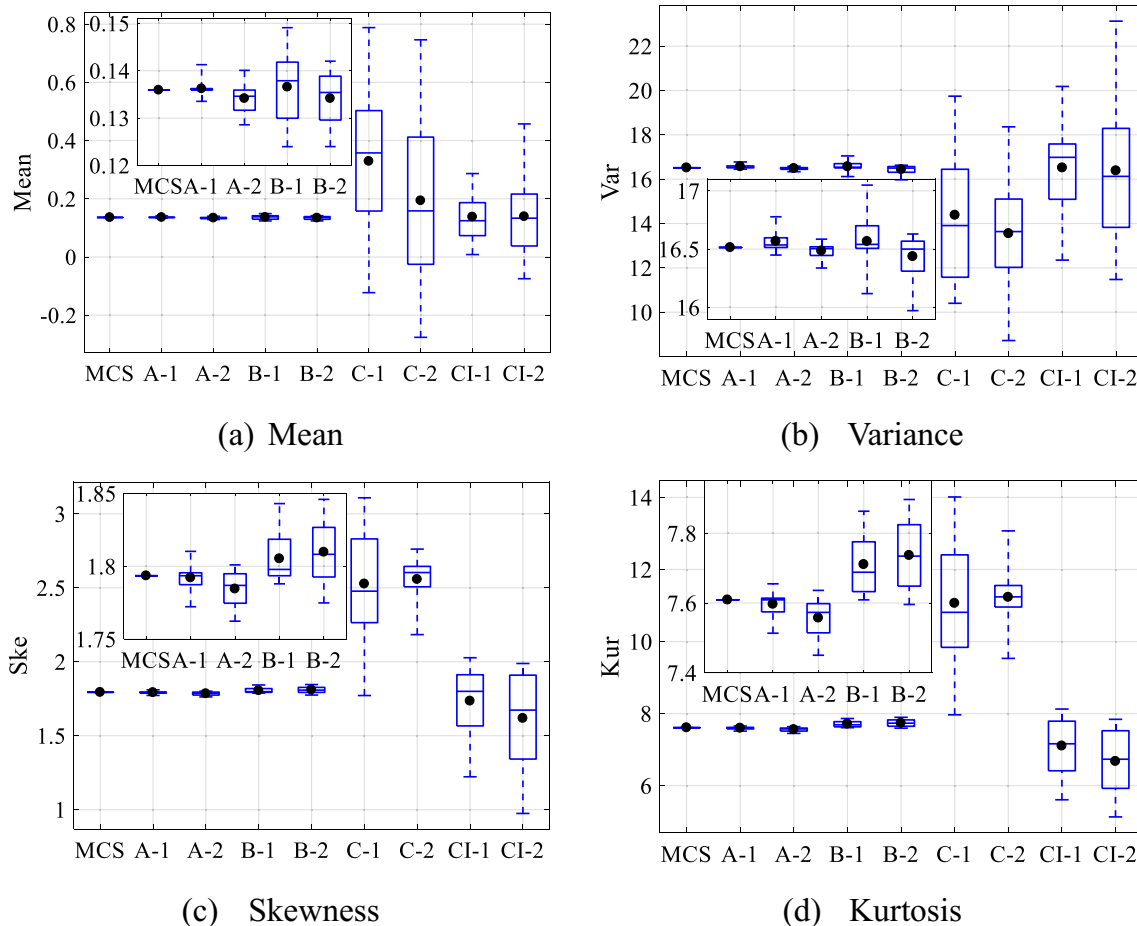 0.8
0.6
0.4
0.2
0
-0.2
Mean
0.15
0.14
0.13
0.12
MCS A-1 A-2 B-1 B-2
MCS A-1 A-2 B-1 B-2 C-1 C-2 CI-1 CI-2
(a) Mean
22
20
18
16
14
12
10
Var
17
16.5
16
MCS A-1 A-2 B-1 B-2
MCS A-1 A-2 B-1 B-2 C-1 C-2 CI-1 CI-2
(b) Variance
3
2.5
2
1.5
1
Ske
1.85
1.8
1.75
MCS A-1 A-2 B-1 B-2
MCS A-1 A-2 B-1 B-2 C-1 C-2 CI-1 CI-2
(c) Skewness
14
12
10
8
6
Kur
7.8
7.6
7.4
MCS A-1 A-2 B-1 B-2
MCS A-1 A-2 B-1 B-2 C-1 C-2 CI-1 CI-2
(d) Kurtosis